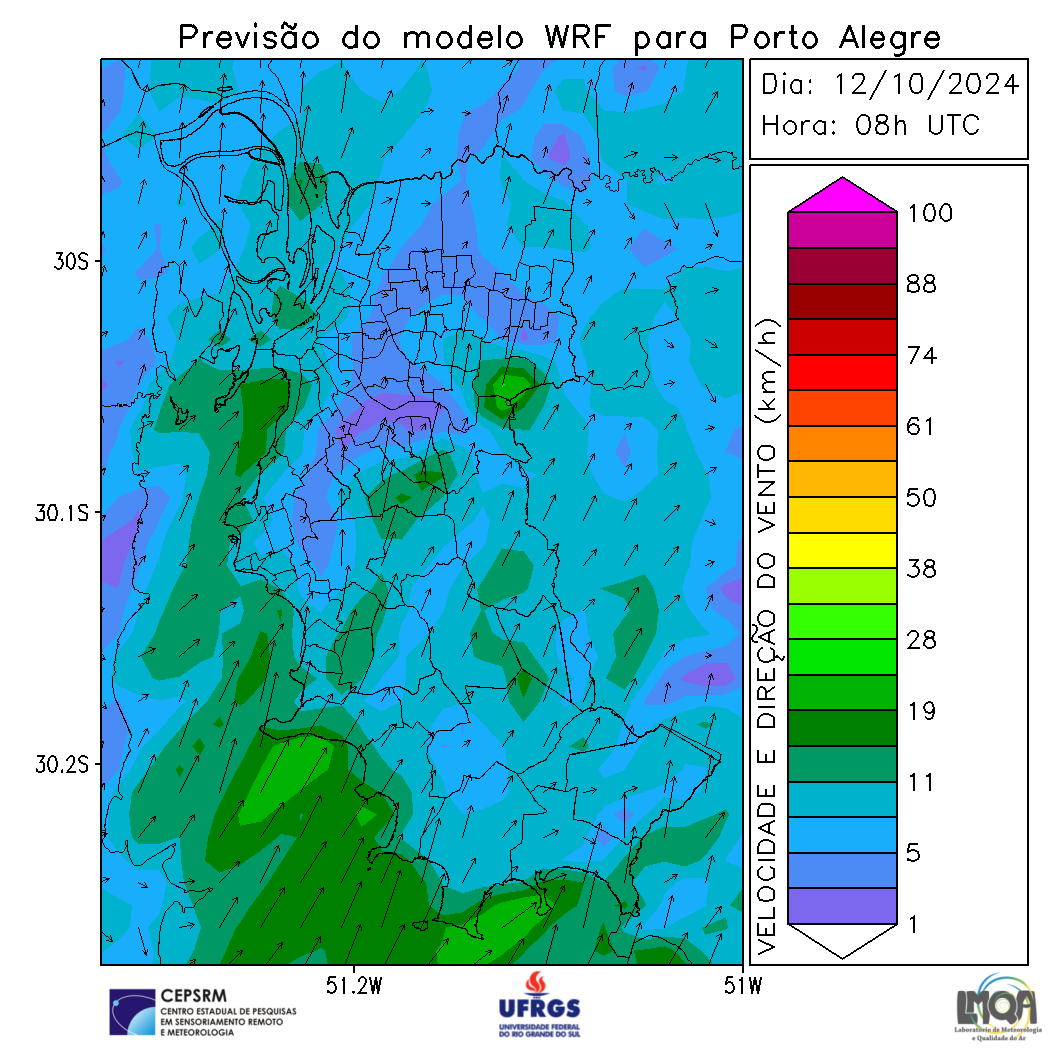 Previsão do modelo WRF para Porto Alegre
Dia: 12/10/2024
Hora: 08h UTC
30S
30.1S
30.2S
51.2W
51W
VELOCIDADE E DIREÇÃO DO VENTO (km/h)
100
88
74
61
50
38
28
19
11
5
1
CEPSRM
CENTRO ESTADUAL DE PESQUISAS
EM SENSORIAMENTO REMOTO
E METEOROLOGIA
UFRGS
UNIVERSIDADE FEDERAL
DO RIO GRANDE DO SUL
LMQA
Laboratório de Meteorologia
e Qualidade do Ar